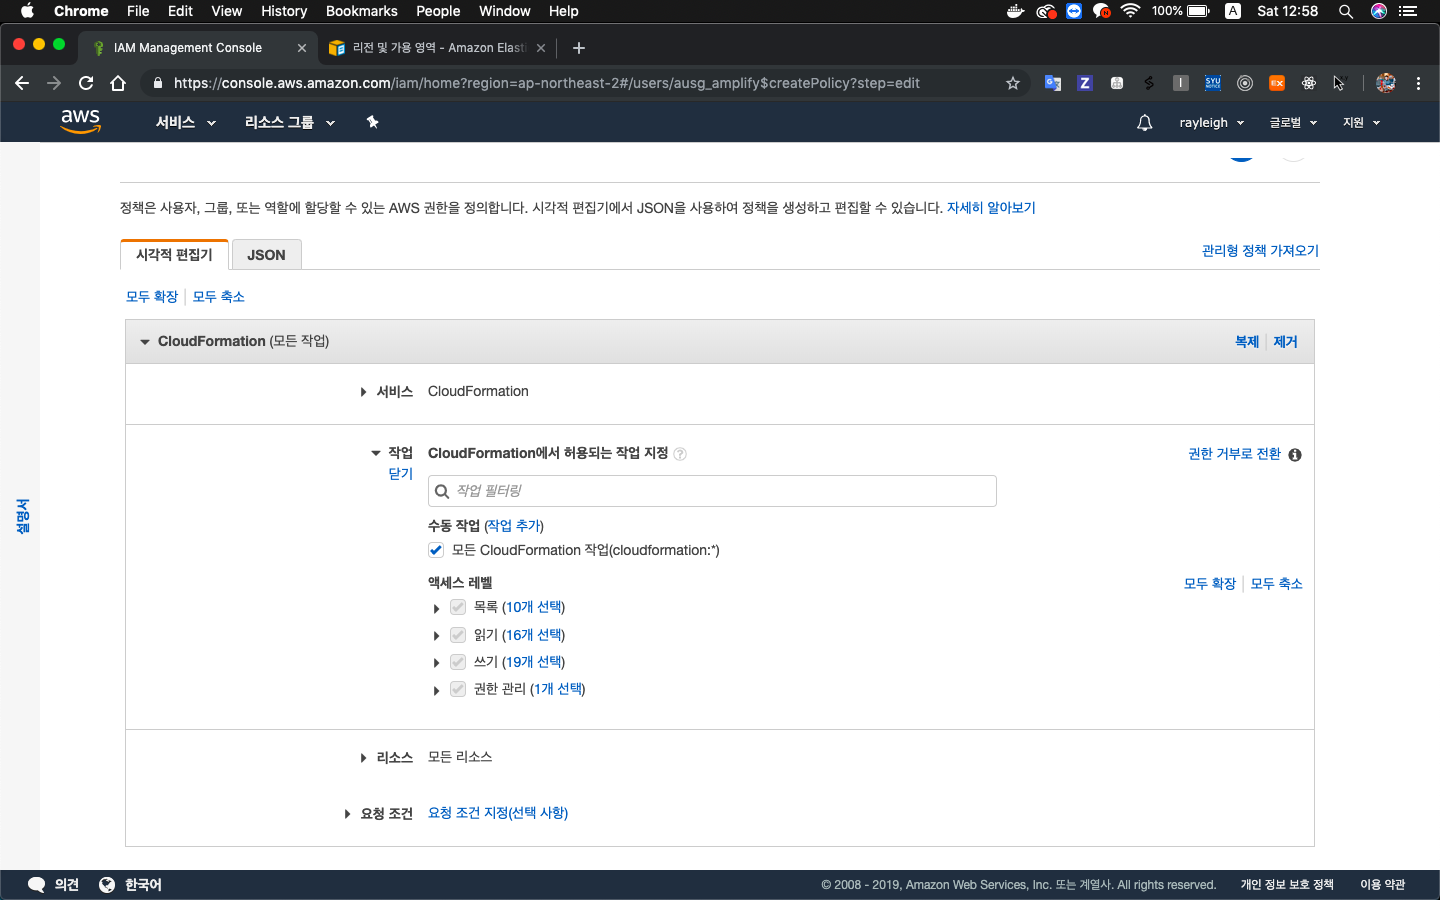 Chrome File Edit View History Bookmarks People Window Help 100% A Sat 12:58
IAM Management Console 리전 및 가용 영역 - Amazon Elasti
https://console.aws.amazon.com/iam/home?region=ap-northeast-2#/users/ausg_amplify$createPolicy?step=edit
aws 서비스 리소스 그룹 rayleigh 글로벌 지원
정책은 사용자, 그룹, 또는 역할에 할당할 수 있는 AWS 권한을 정의합니다. 시각적 편집기에서 JSON을 사용하여 정책을 생성하고 편집할 수 있습니다. 자세히 알아보기
시각적 편집기 JSON 관리형 정책 가져오기
모두 확장 모두 축소
CloudFormation (모든 작업) 복제 제거
서비스 CloudFormation
작업 CloudFormation에서 허용되는 작업 지정 권한 거부로 전환
닫기
작업 필터링
수동 작업 (작업 추가)
모든 CloudFormation 작업(cloudformation:*)
액세스 레벨 모두 확장 모두 축소
목록 (10개 선택)
읽기 (16개 선택)
쓰기 (19개 선택)
권한 관리 (1개 선택)
리소스 모든 리소스
요청 조건 요청 조건 지정(선택 사항)
설명서
의견 한국어 © 2008 - 2019, Amazon Web Services, Inc. 또는 계열사. All rights reserved. 개인 정보 보호 정책 이용 약관